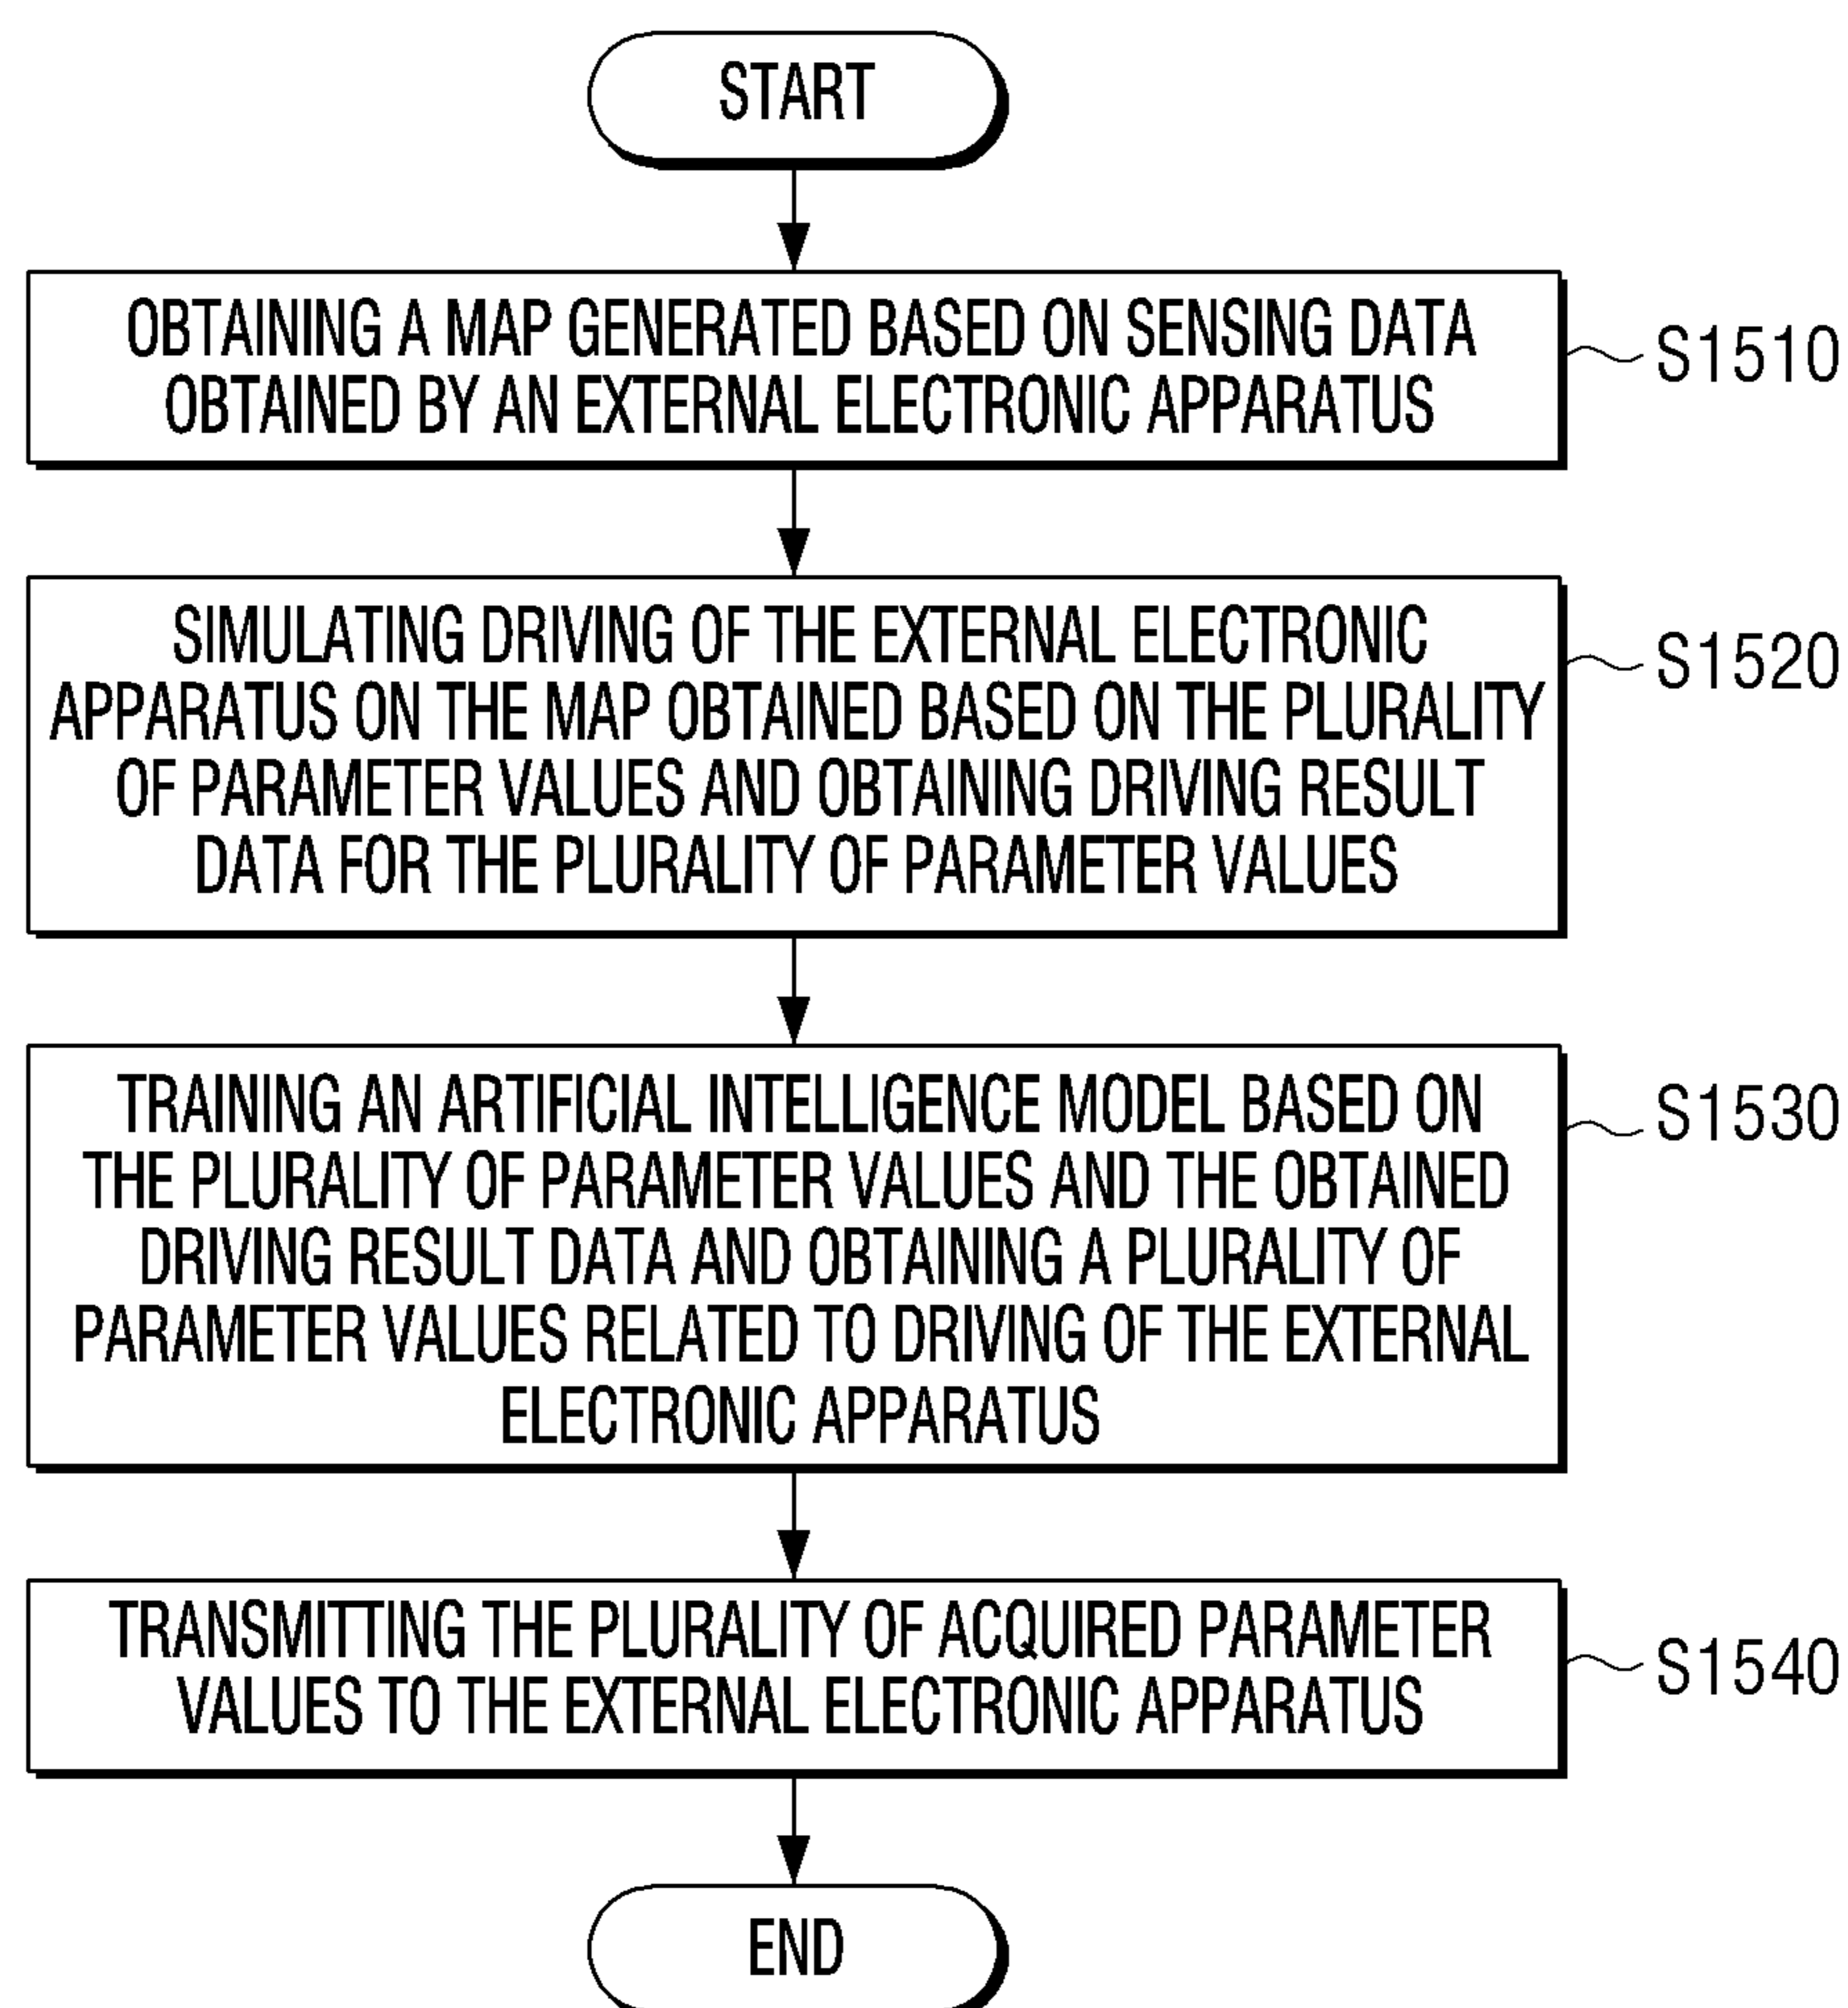 START
OBTAINING A MAP GENERATED BASED ON SENSING DATA
OBTAINED BY AN EXTERNAL ELECTRONIC APPARATUS
S1510
SIMULATING DRIVING OF THE EXTERNAL ELECTRONIC
APPARATUS ON THE MAP OBTAINED BASED ON THE PLURALITY
OF PARAMETER VALUES AND OBTAINING DRIVING RESULT
DATA FOR THE PLURALITY OF PARAMETER VALUES
S1520
TRAINING AN ARTIFICIAL INTELLIGENCE MODEL BASED ON
THE PLURALITY OF PARAMETER VALUES AND THE OBTAINED
DRIVING RESULT DATA AND OBTAINING A PLURALITY OF
PARAMETER VALUES RELATED TO DRIVING OF THE EXTERNAL
ELECTRONIC APPARATUS
S1530
TRANSMITTING THE PLURALITY OF ACQUIRED PARAMETER
VALUES TO THE EXTERNAL ELECTRONIC APPARATUS
S1540
END